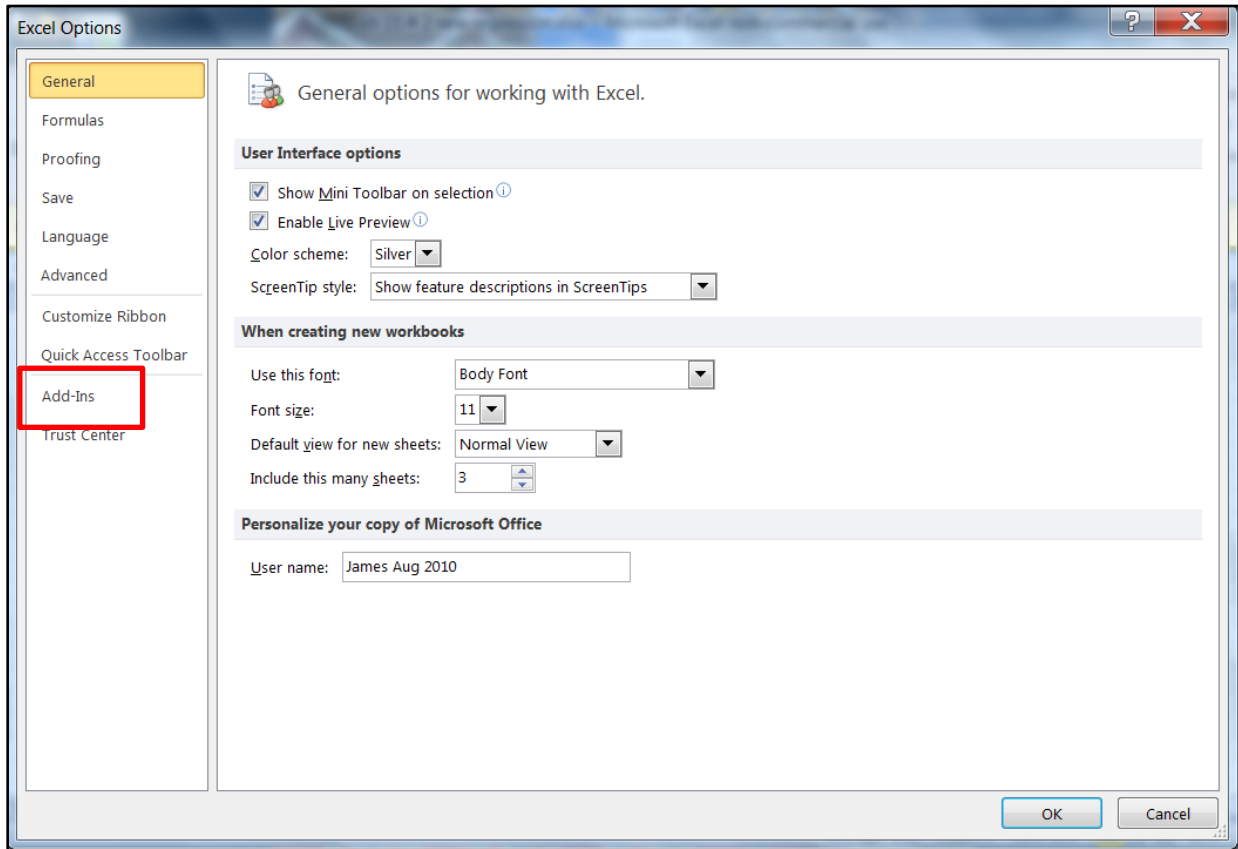 Excel Options
General
Formulas
Proofing
Save
Language
Advanced
Customize Ribbon
Quick Access Toolbar
Add-Ins
Trust Center
General options for working with Excel.
User Interface options
Show Mini Toolbar on selection
Enable Live Preview
Color scheme: Silver
ScreenTip style: Show feature descriptions in ScreenTips
When creating new workbooks
Use this font: Body Font
Font size: 11
Default view for new sheets: Normal View
Include this many sheets: 3
Personalize your copy of Microsoft Office
User name: James Aug 2010
OK Cancel